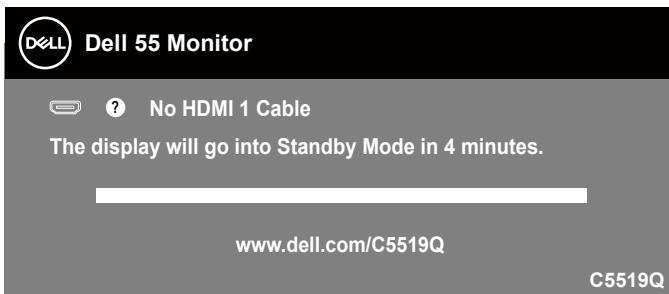 DELL
Dell 55 Monitor
? No HDMI 1 Cable
The display will go into Standby Mode in 4 minutes.
www.dell.com/C5519Q
C5519Q